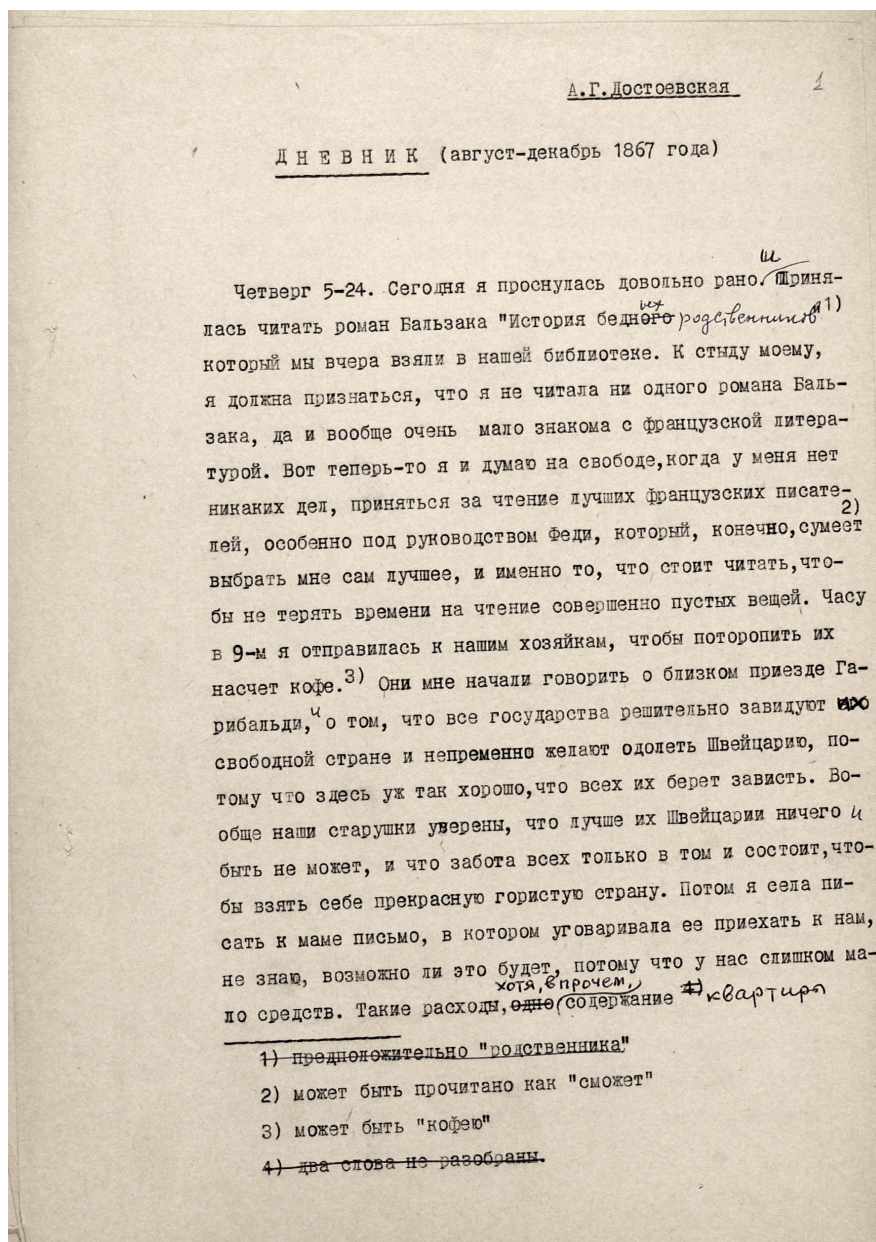 А.Г.Достоевская 1
ДНЕВНИК (август-декабрь 1867 года)
Четверг 5-24. Сегодня я проснулась довольно рано. Приня-
лась читать роман Бальзака "История бедных родственников" 1)
который мы вчера взяли в нашей библиотеке. К стыду моему,
я должна признаться, что я не читала ни одного романа Баль-
зака, да и вообще очень мало знакома с французской литера-
турой. Вот теперь-то я и думаю на свободе,когда у меня нет
никаких дел, приняться за чтение лучших французских писате-
лей, особенно под руководством Феди, который, конечно,сумеет 2)
выбрать мне сам лучшее, и именно то, что стоит читать,что-
бы не терять времени на чтение совершенно пустых вещей. Часу
в 9-м я отправилась к нашим хозяйкам, чтобы поторопить их
насчет кофе.3) Они мне начали говорить о близком приезде Га-
рибальди, и о том, что все государства решительно завидуют их
свободной стране и непременно желают одолеть Швейцарию, по-
тому что здесь уж так хорошо,что всех их берет зависть. Во-
обще наши старушки уверены, что лучше их Швейцарии ничего и
быть не может, и что забота всех только в том и состоит,что-
бы взять себе прекрасную гористую страну. Потом я села пи-
сать к маме письмо, в котором уговаривала ее приехать к нам,
не знаю, возможно ли это будет, потому что у нас слишком ма-
ло средств. Такие расходы, одно хотя, впрочем, содержание 4) квартиры
1) предположительно "родственника"
2) может быть прочитано как "сможет"
3) может быть "кофею"
4) два слова не разобраны.